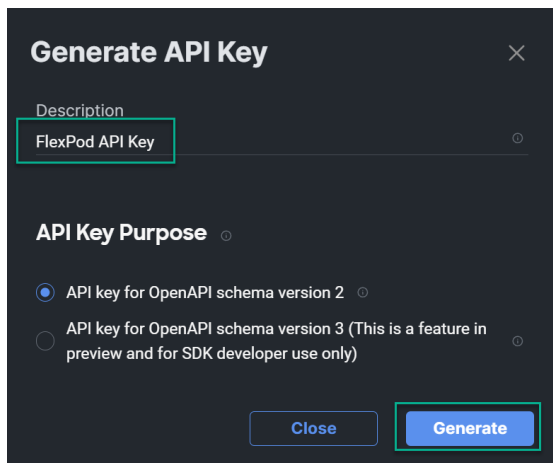 Generate API Key
Description
FlexPod API Key
API Key Purpose
API key for OpenAPI schema version 2
API key for OpenAPI schema version 3 (This is a feature in
preview and for SDK developer use only)
Close
Generate